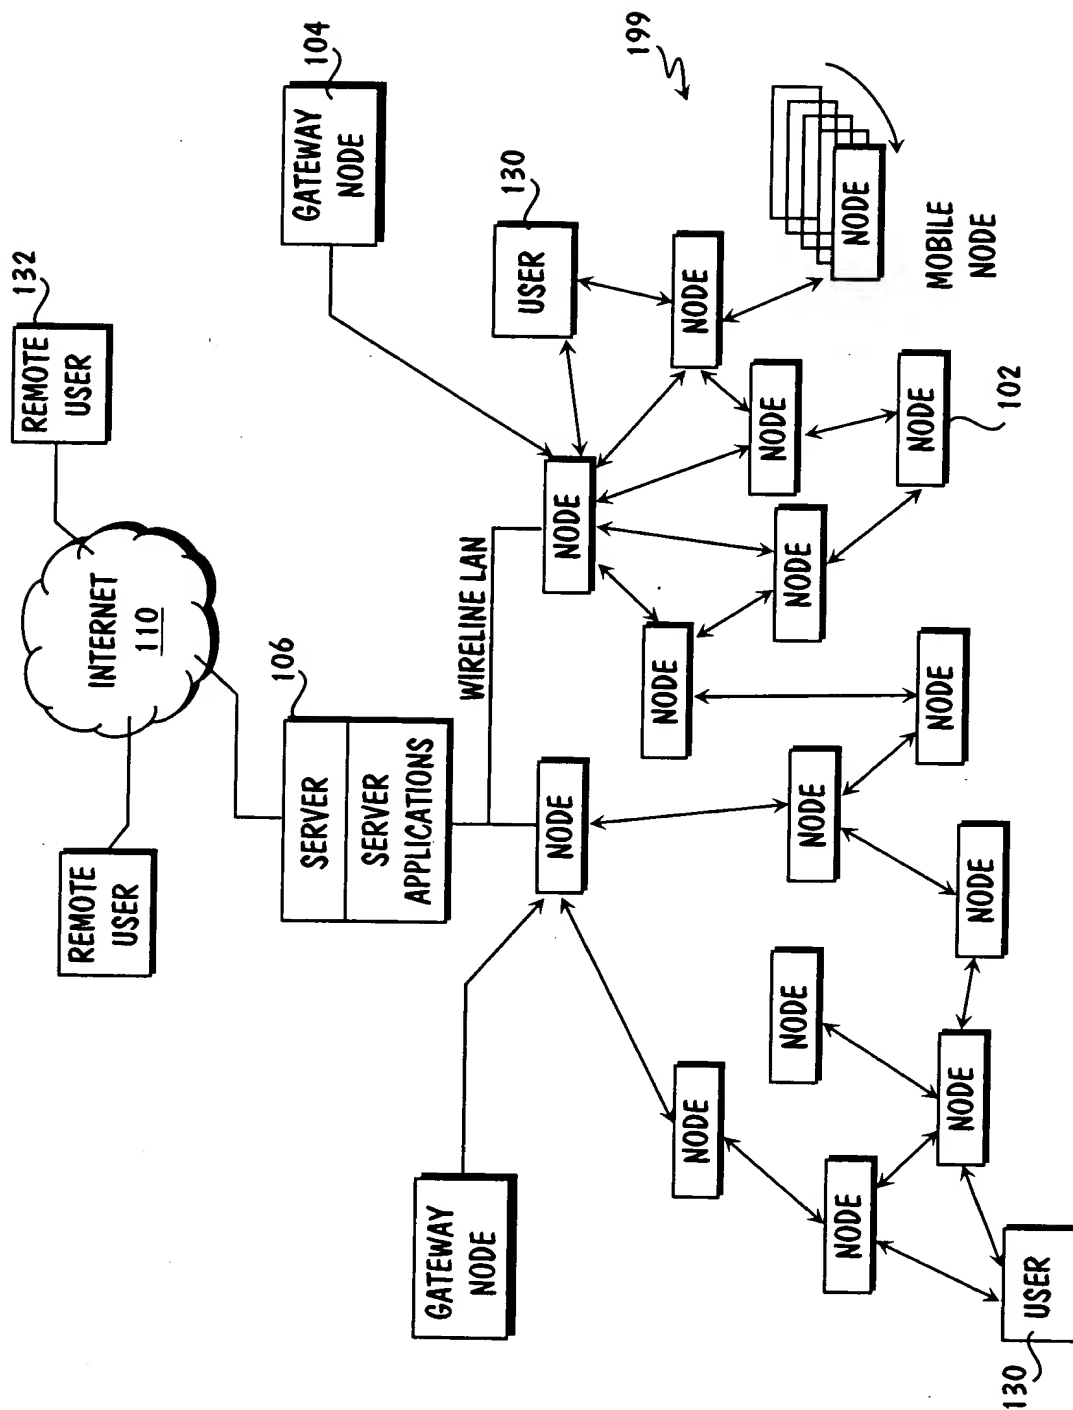 REMOTE
USER
INTERNET
110
REMOTE
USER
132
SERVER
SERVER
APPLICATIONS
106
WIRELINE LAN
GATEWAY
NODE
GATEWAY
NODE
104
NODE
NODE
USER
130
NODE
NODE
NODE
NODE
NODE
102
NODE
MOBILE
NODE
199
NODE
NODE
NODE
NODE
NODE
NODE
NODE
USER
130